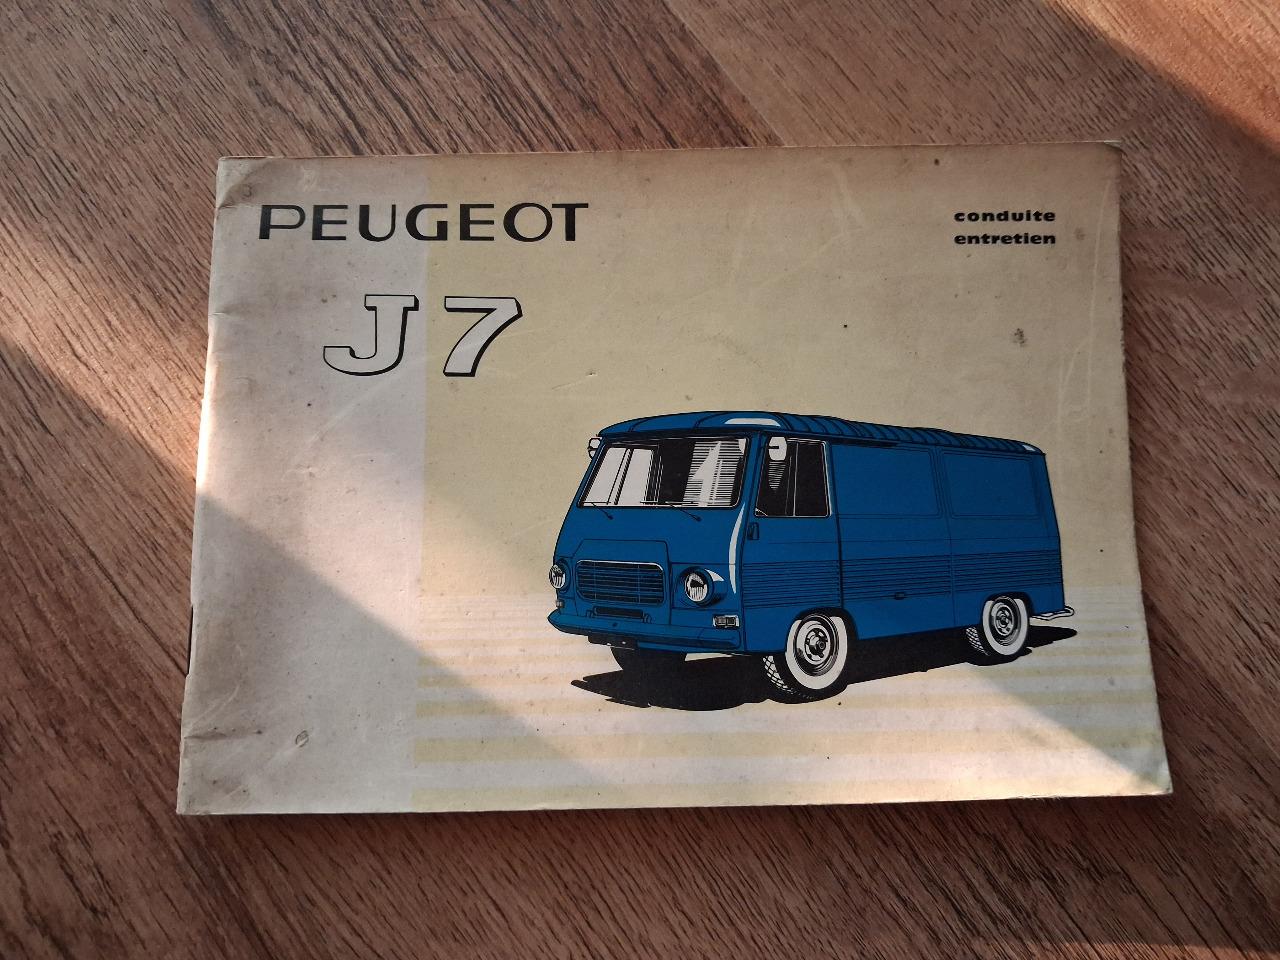 PEUGEOT
J7
conduite
entretien